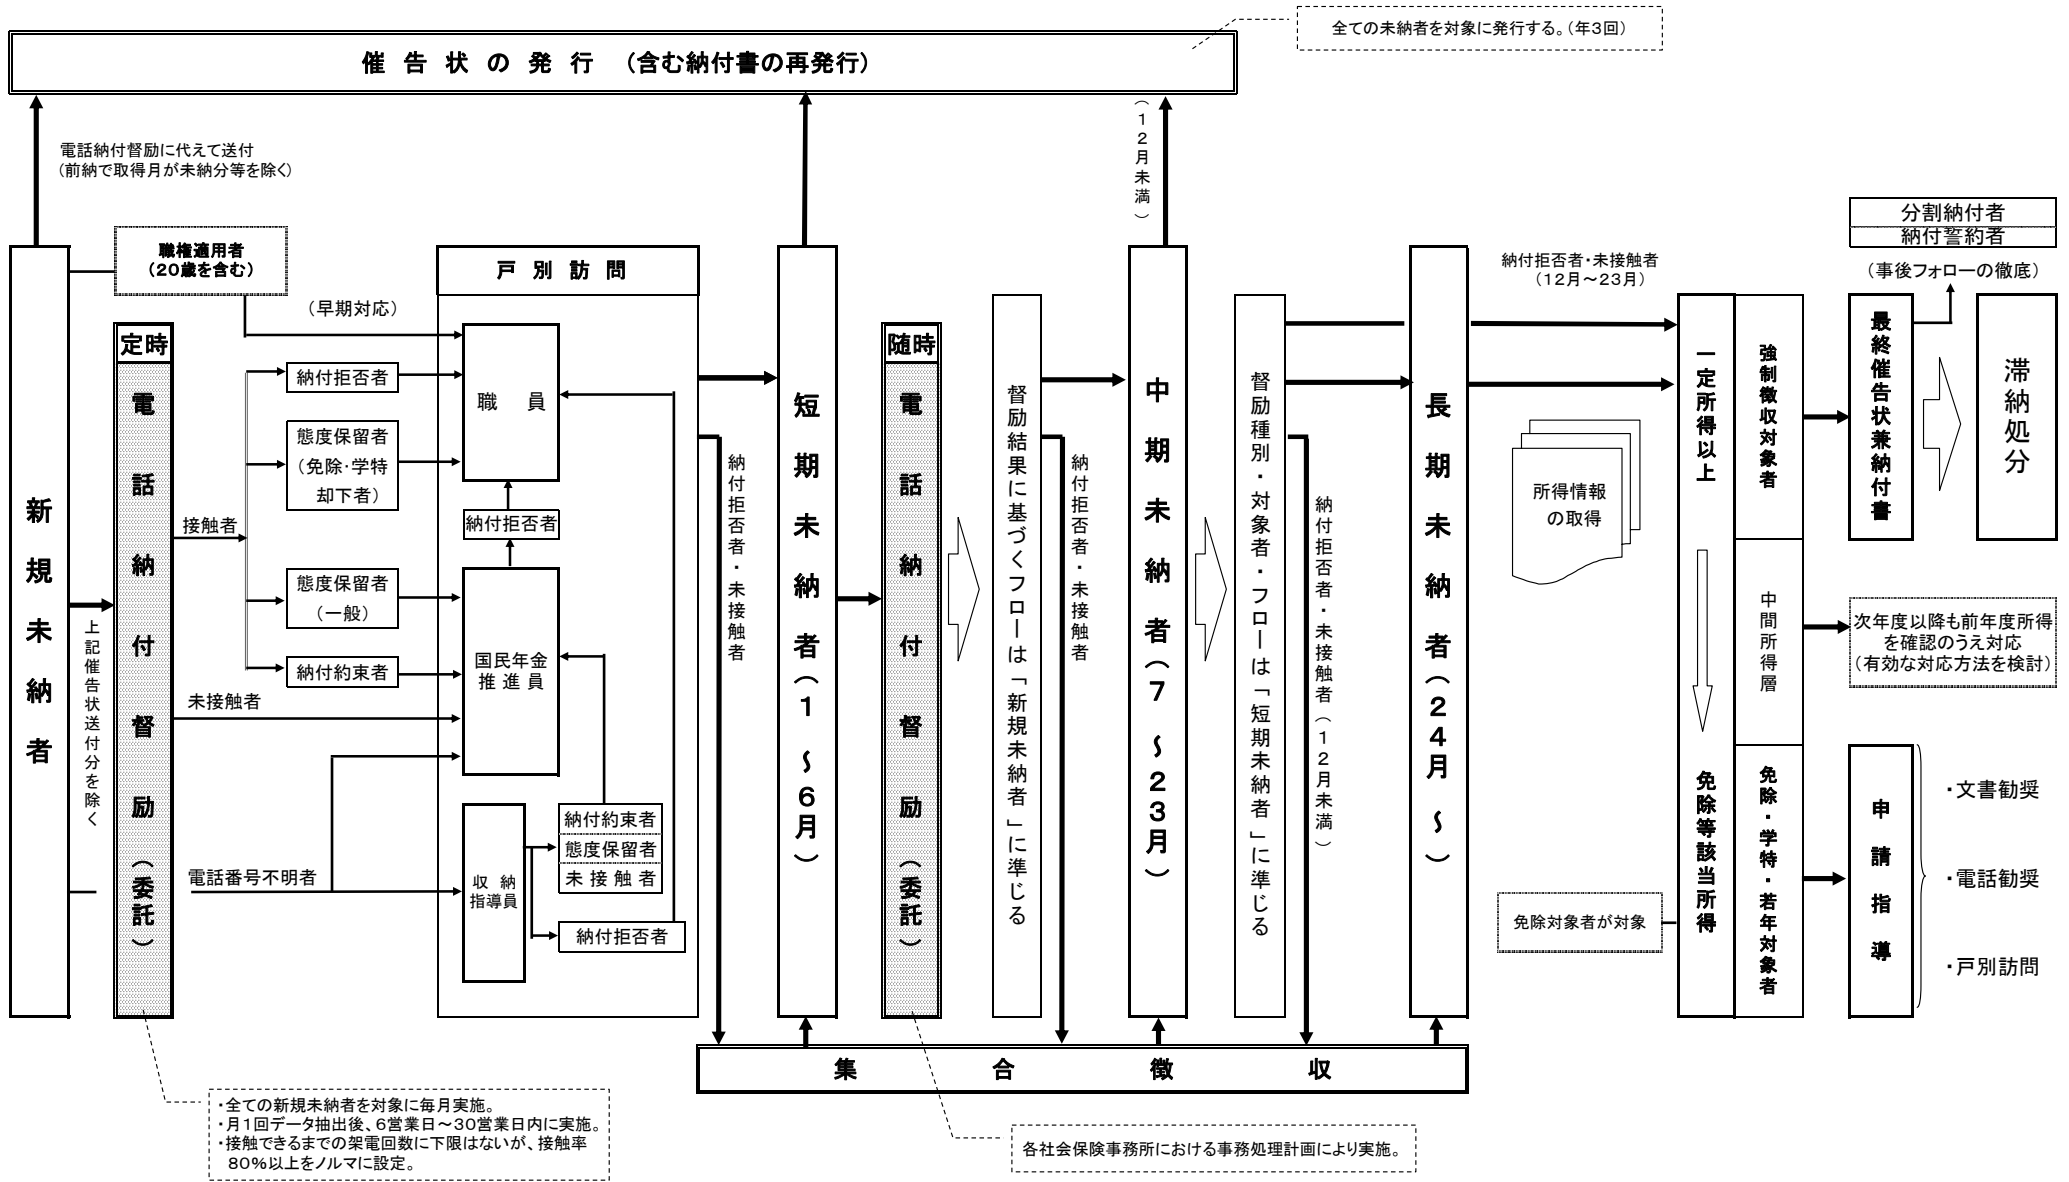 全ての未納者を対象に発行する。(年3回)
催告状の発行 (含む納付書の再発行)
電話納付督励に代えて送付
(前納で取得月が未納分等を除く)
(12月未満)
新規未納者
職権適用者
(20歳を含む)
(早期対応)
上記催告状送付分を除く
定時
電話納付督励(委託)
接触者
未接触者
電話番号不明者
納付拒否者
態度保留者
(免除・学特
却下者)
態度保留者
(一般)
納付約束者
戸別訪問
職員
納付拒否者
国民年金
推進員
収納
指導員
納付約束者
態度保留者
未接触者
納付拒否者
納付拒否者・未接触者
短期未納者(1~6月)
随時
電話納付督励(委託)
督励結果に基づくフローは「新規未納者」に準じる
納付拒否者・未接触者
中期未納者(7~23月)
督励種別・対象者・フローは「短期未納者」に準じる
納付拒否者・未接触者(12月未満)
長期未納者(24月~)
納付拒否者・未接触者
(12月~23月)
所得情報
の取得
免除対象者が対象
一定所得以上
免除等該当所得
強制徴収対象者
中間所得層
免除・学特・若年対象者
分割納付者
納付誓約者
(事後フォローの徹底)
最終催告状兼納付書
滞納処分
次年度以降も前年度所得
を確認のうえ対応
(有効な対応方法を検討)
申請指導
・文書勧奨
・電話勧奨
・戸別訪問
集合徴収
・全ての新規未納者を対象に毎月実施。
・月1回データ抽出後、6営業日~30営業日内に実施。
・接触できるまでの架電回数に下限はないが、接触率
80%以上をノルマに設定。
各社会保険事務所における事務処理計画により実施。